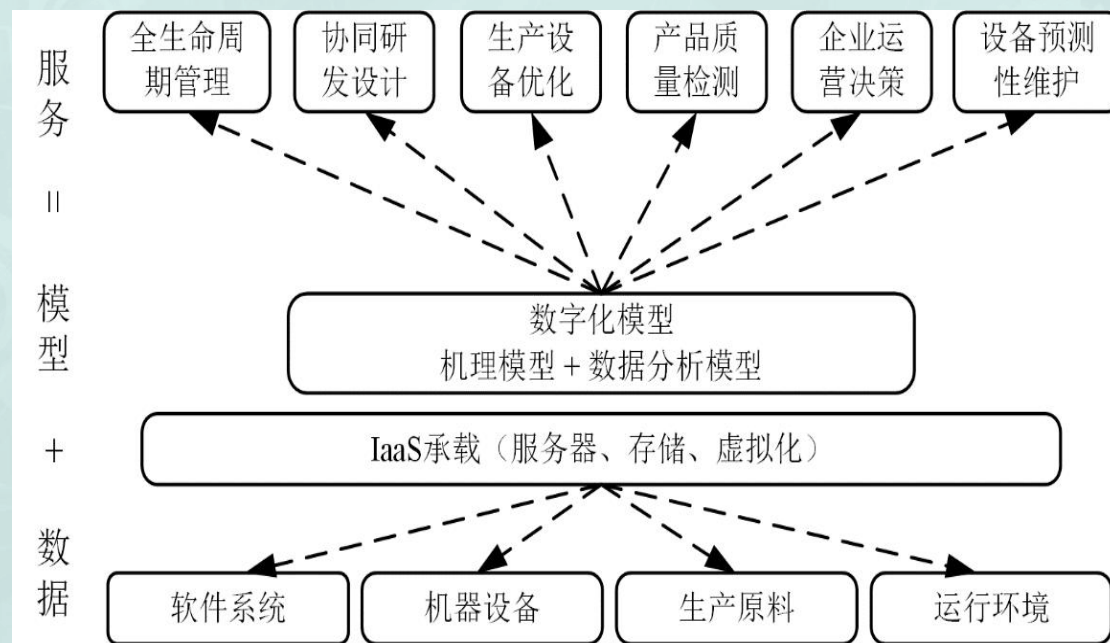 服务
=
模型
+
数据
全生命周
期管理
协同研
发设计
生产设
备优化
产品质
量检测
企业运
营决策
设备预测
性维护
数字化模型
机理模型+数据分析模型
IaaS承载（服务器、存储、虚拟化）
软件系统
机器设备
生产原料
运行环境